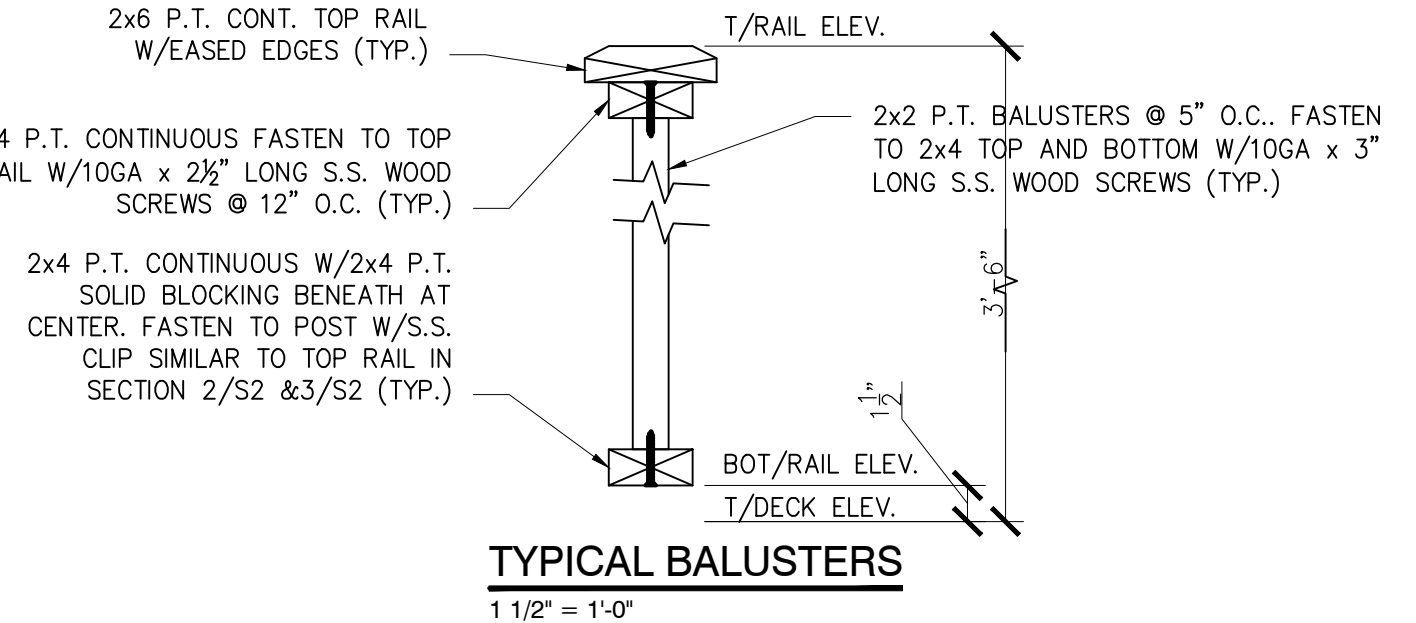 2x6 P.T. CONT. TOP RAIL
W/EASED EDGES (TYP.)
T/RAIL ELEV.
4 P.T. CONTINUOUS FASTEN TO TOP
AIL W/10GA x 2½" LONG S.S. WOOD
SCREWS @ 12" O.C. (TYP.)
2x2 P.T. BALUSTERS @ 5" O.C.. FASTEN
TO 2x4 TOP AND BOTTOM W/10GA x 3"
LONG S.S. WOOD SCREWS (TYP.)
2x4 P.T. CONTINUOUS W/2x4 P.T.
SOLID BLOCKING BENEATH AT
CENTER. FASTEN TO POST W/S.S.
CLIP SIMILAR TO TOP RAIL IN
SECTION 2/S2 &3/S2 (TYP.)
3'-6"
1½"
BOT/RAIL ELEV.
T/DECK ELEV.
TYPICAL BALUSTERS
1 1/2" = 1'-0"